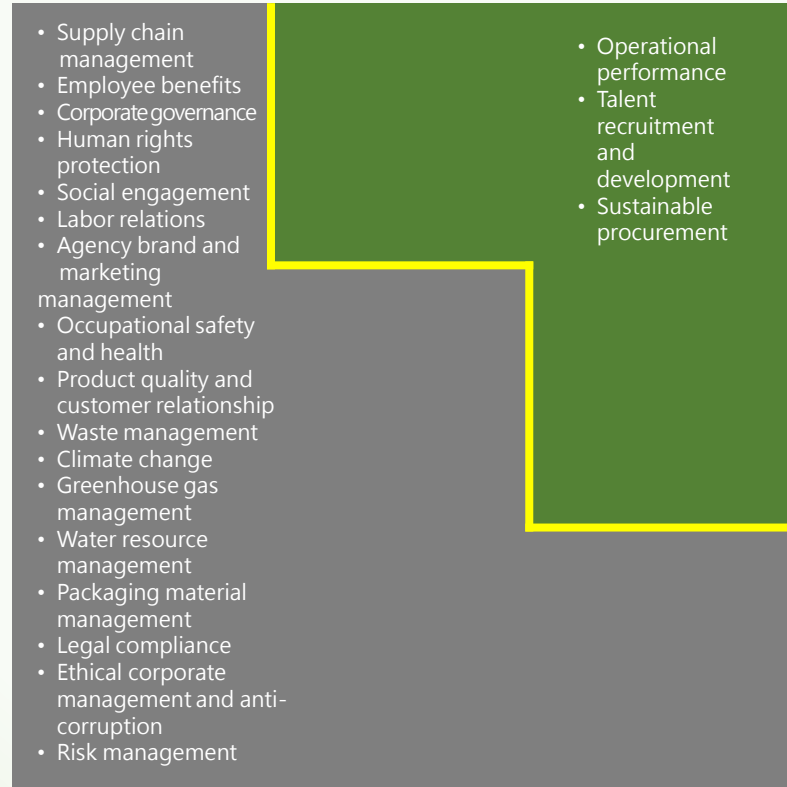 • Supply chain
management
• Employee benefits
• Corporate governance
• Human rights
protection
• Social engagement
• Labor relations
• Agency brand and
marketing
management
• Occupational safety
and health
• Product quality and
customer relationship
• Waste management
• Climate change
• Greenhouse gas
management
• Water resource
management
• Packaging material
management
• Legal compliance
• Ethical corporate
management and anti-
corruption
• Risk management
• Operational
performance
• Talent
recruitment
and
development
• Sustainable
procurement